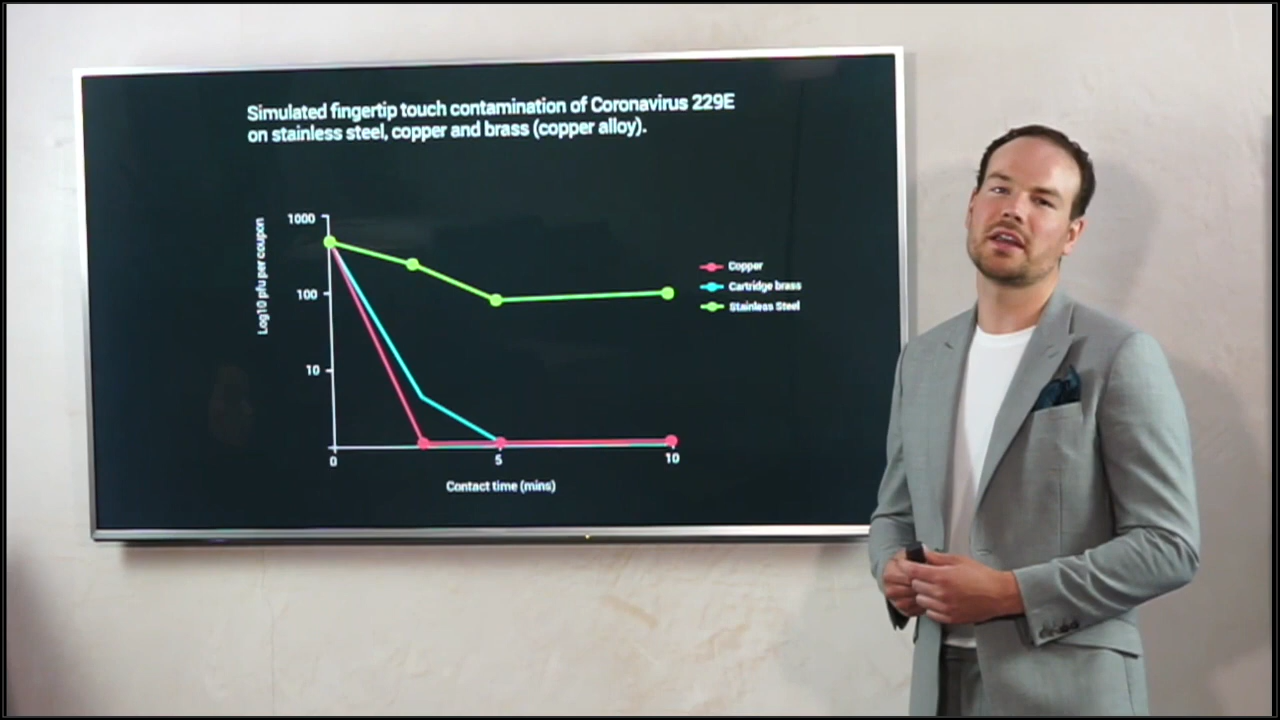 Simulated fingertip touch contamination of Coronavirus 229E
on stainless steel, copper and brass (copper alloy).
Log10 pfu per coupon
1000
100
10
0
5
10
Contact time (mins)
Copper
Cartridge brass
Stainless Steel